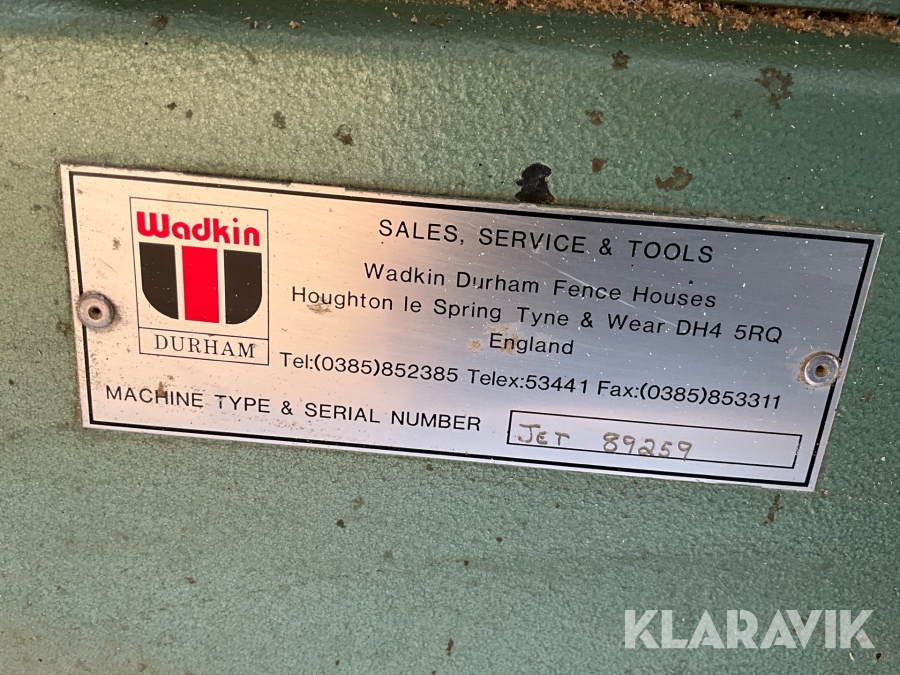 Wadkin
DURHAM
SALES, SERVICE & TOOLS
Wadkin Durham Fence Houses
Houghton le Spring Tyne & Wear DH4 5RQ
England
Tel:(0385)852385 Telex:53441 Fax:(0385)853311
MACHINE TYPE & SERIAL NUMBER
JET 89259
KLARAVIK